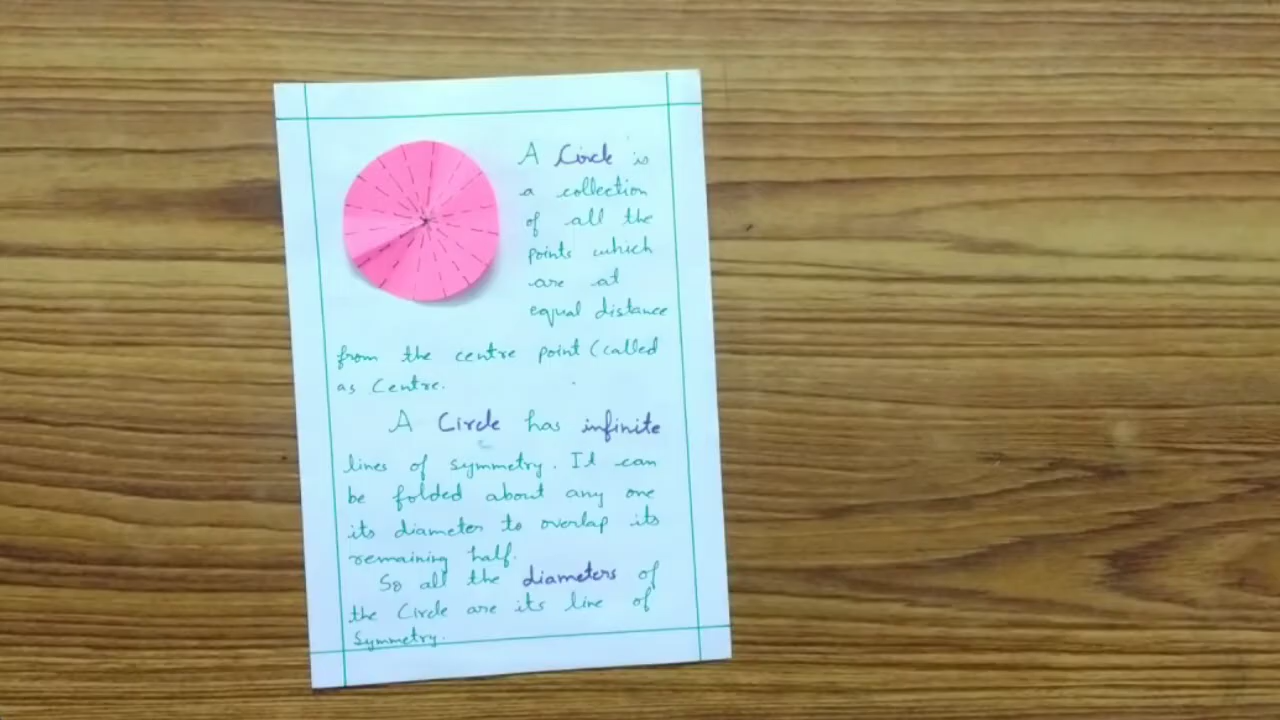 A Circle is
a collection
of all the
points which
are at
equal distance
from the centre point (called
as Centre.
A Circle has infinite
lines of symmetry. It can
be folded about any one
its diameter to overlap its
remaining half.
So all the diameters of
the Circle are its line of
Symmetry.